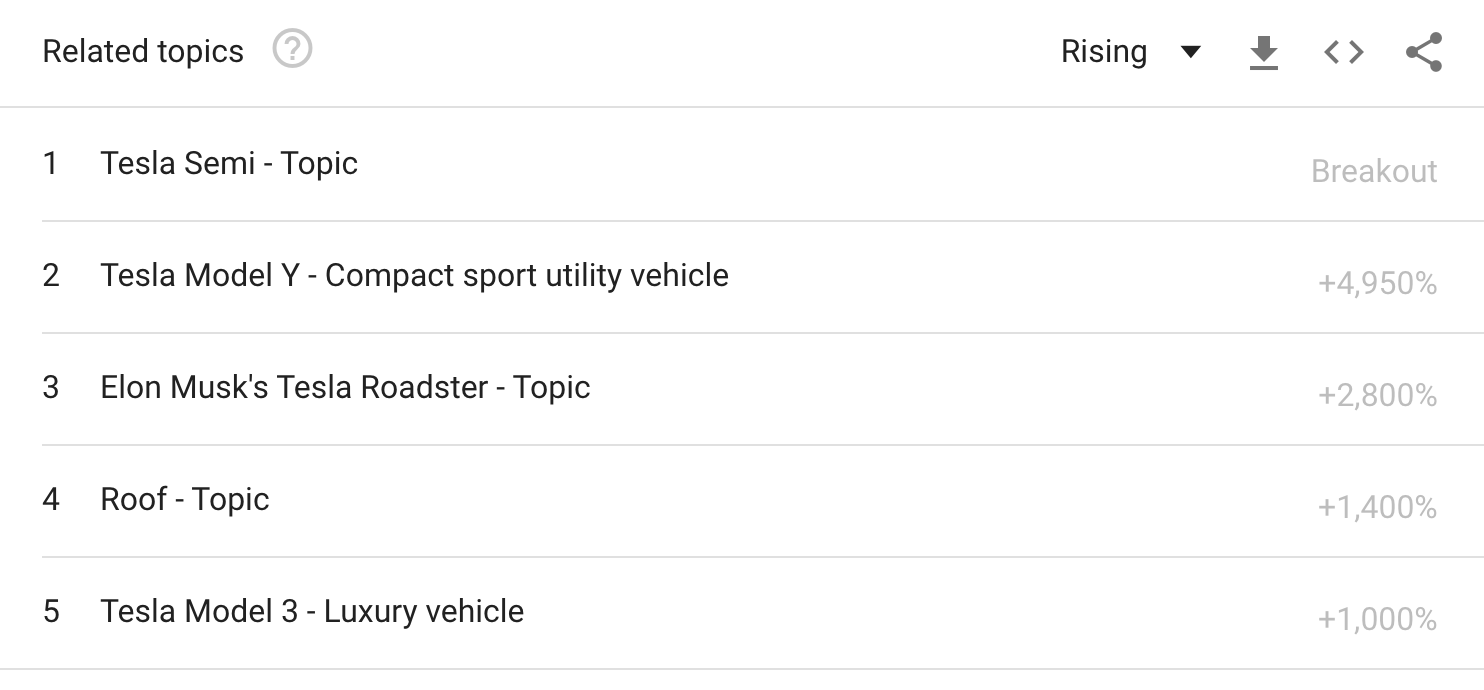 Related topics ? Rising
1 Tesla Semi - Topic Breakout
2 Tesla Model Y - Compact sport utility vehicle +4,950%
3 Elon Musk's Tesla Roadster - Topic +2,800%
4 Roof - Topic +1,400%
5 Tesla Model 3 - Luxury vehicle +1,000%